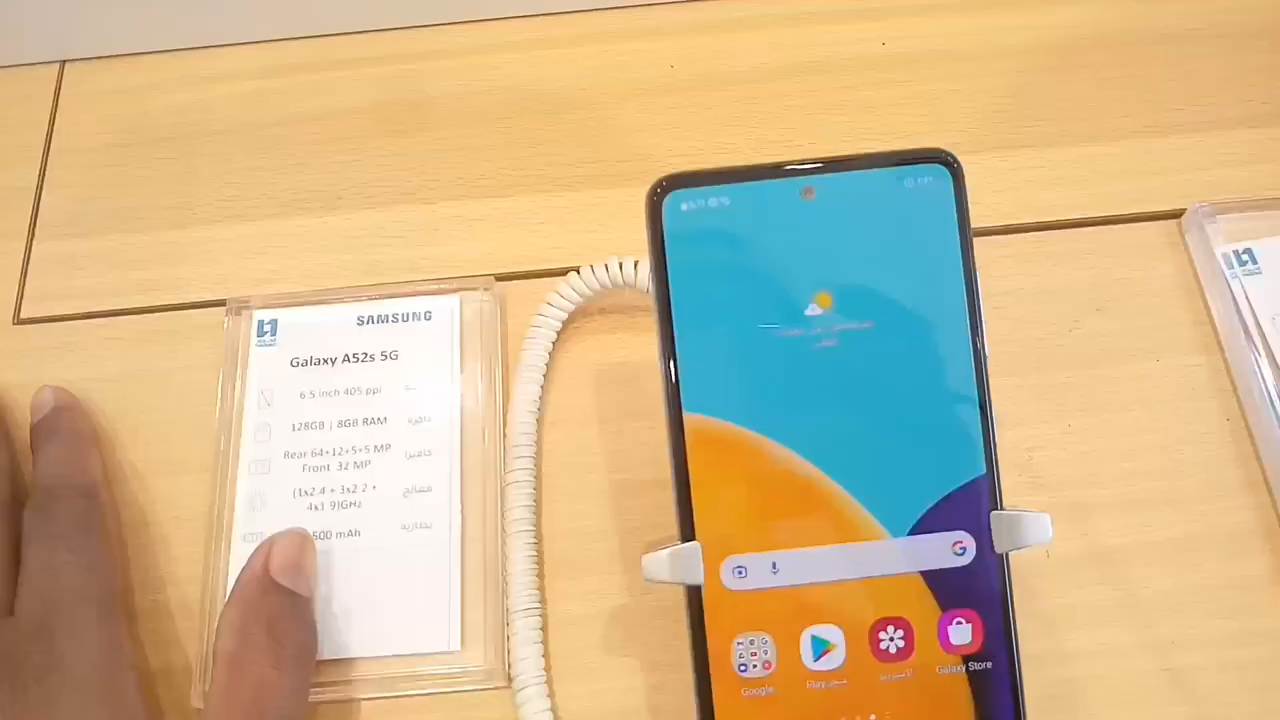 SAMSUNG
Galaxy A52s 5G
6.5 inch 405 ppi
128GB | 8GB RAM ذاكرة
Rear 64+12+5+5 MP كاميرا
Front 32 MP
(1x2.4 + 3x2.2 + معالج
4x1.9)GHz
500 mAh بطارية
Google
Play متجر
الاستوديو
Galaxy Store